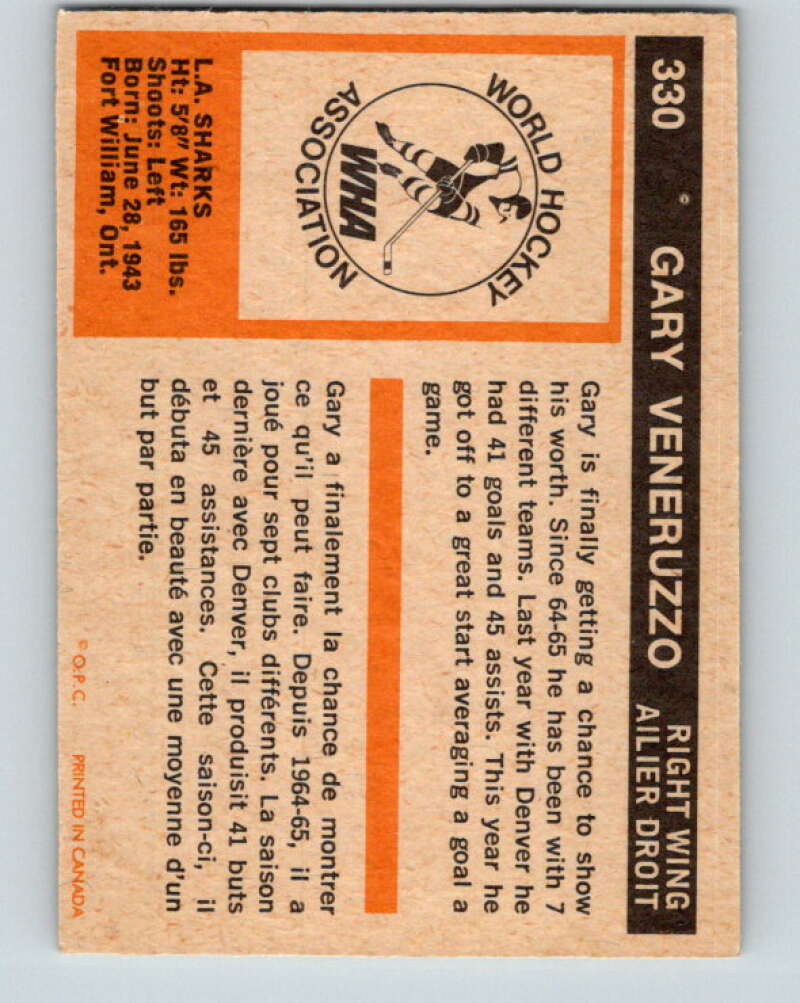 330 GARY VENERUZZO RIGHT WING
AILIER DROIT
WORLD HOCKEY
ASSOCIATION
WHA
L.A. SHARKS
Ht: 5'8" Wt: 165 lbs.
Shoots: Left
Born: June 28, 1943
Fort William, Ont.
Gary is finally getting a chance to show
his worth. Since 64-65 he has been with 7
different teams. Last year with Denver he
had 41 goals and 45 assists. This year he
got off to a great start averaging a goal a
game.
Gary a finalement la chance de montrer
ce qu'il peut faire. Depuis 1964-65, il a
joué pour sept clubs différents. La saison
dernière avec Denver, il produisit 41 buts
et 45 assistances. Cette saison-ci, il
débuta en beauté avec une moyenne d'un
but par partie.
© O.P.C. PRINTED IN CANADA